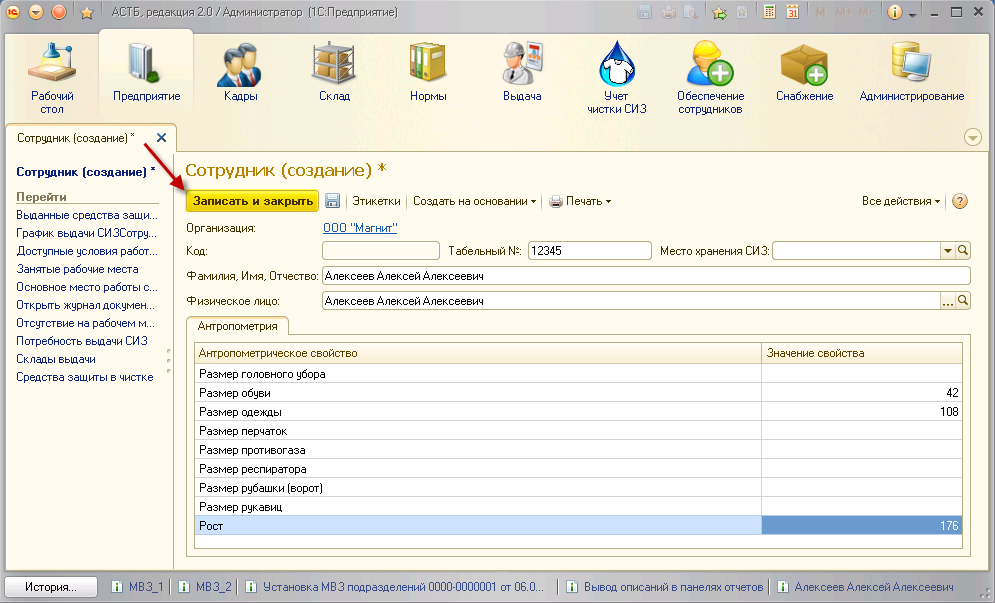 АСТБ, редакция 2.0 / Администратор (1С:Предприятие)
M M+ M-
Рабочий стол
Предприятие
Кадры
Склад
Нормы
Выдача
Учет чистки СИЗ
Обеспечение сотрудников
Снабжение
Администрирование
Сотрудник (создание) *
Сотрудник (создание) *
Перейти
Выданные средства защи...
График выдачи СИЗСотру...
Доступные условия работ...
Занятые рабочие места
Основное место работы с...
Открыть журнал докумен...
Отсутствие на рабочем м...
Потребность выдачи СИЗ
Склады выдачи
Средства защиты в чистке
Сотрудник (создание) *
Записать и закрыть Этикетки Создать на основании Печать Все действия
Организация: ООО "Магнит"
Код: Табельный №: 12345 Место хранения СИЗ:
Фамилия, Имя, Отчество: Алексеев Алексей Алексеевич
Физическое лицо: Алексеев Алексей Алексеевич ...
Антропометрия
Антропометрическое свойство Значение свойства
Размер головного убора
Размер обуви 42
Размер одежды 108
Размер перчаток
Размер противогаза
Размер респиратора
Размер рубашки (ворот)
Размер рукавиц
Рост 176
История... МВЗ_1 МВЗ_2 Установка МВЗ подразделений 0000-0000001 от 06.0... Вывод описаний в панелях отчетов Алексеев Алексей Алексеевич